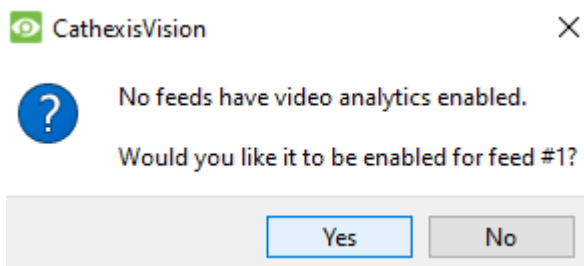 CathexisVision
No feeds have video analytics enabled.
Would you like it to be enabled for feed #1?
Yes
No